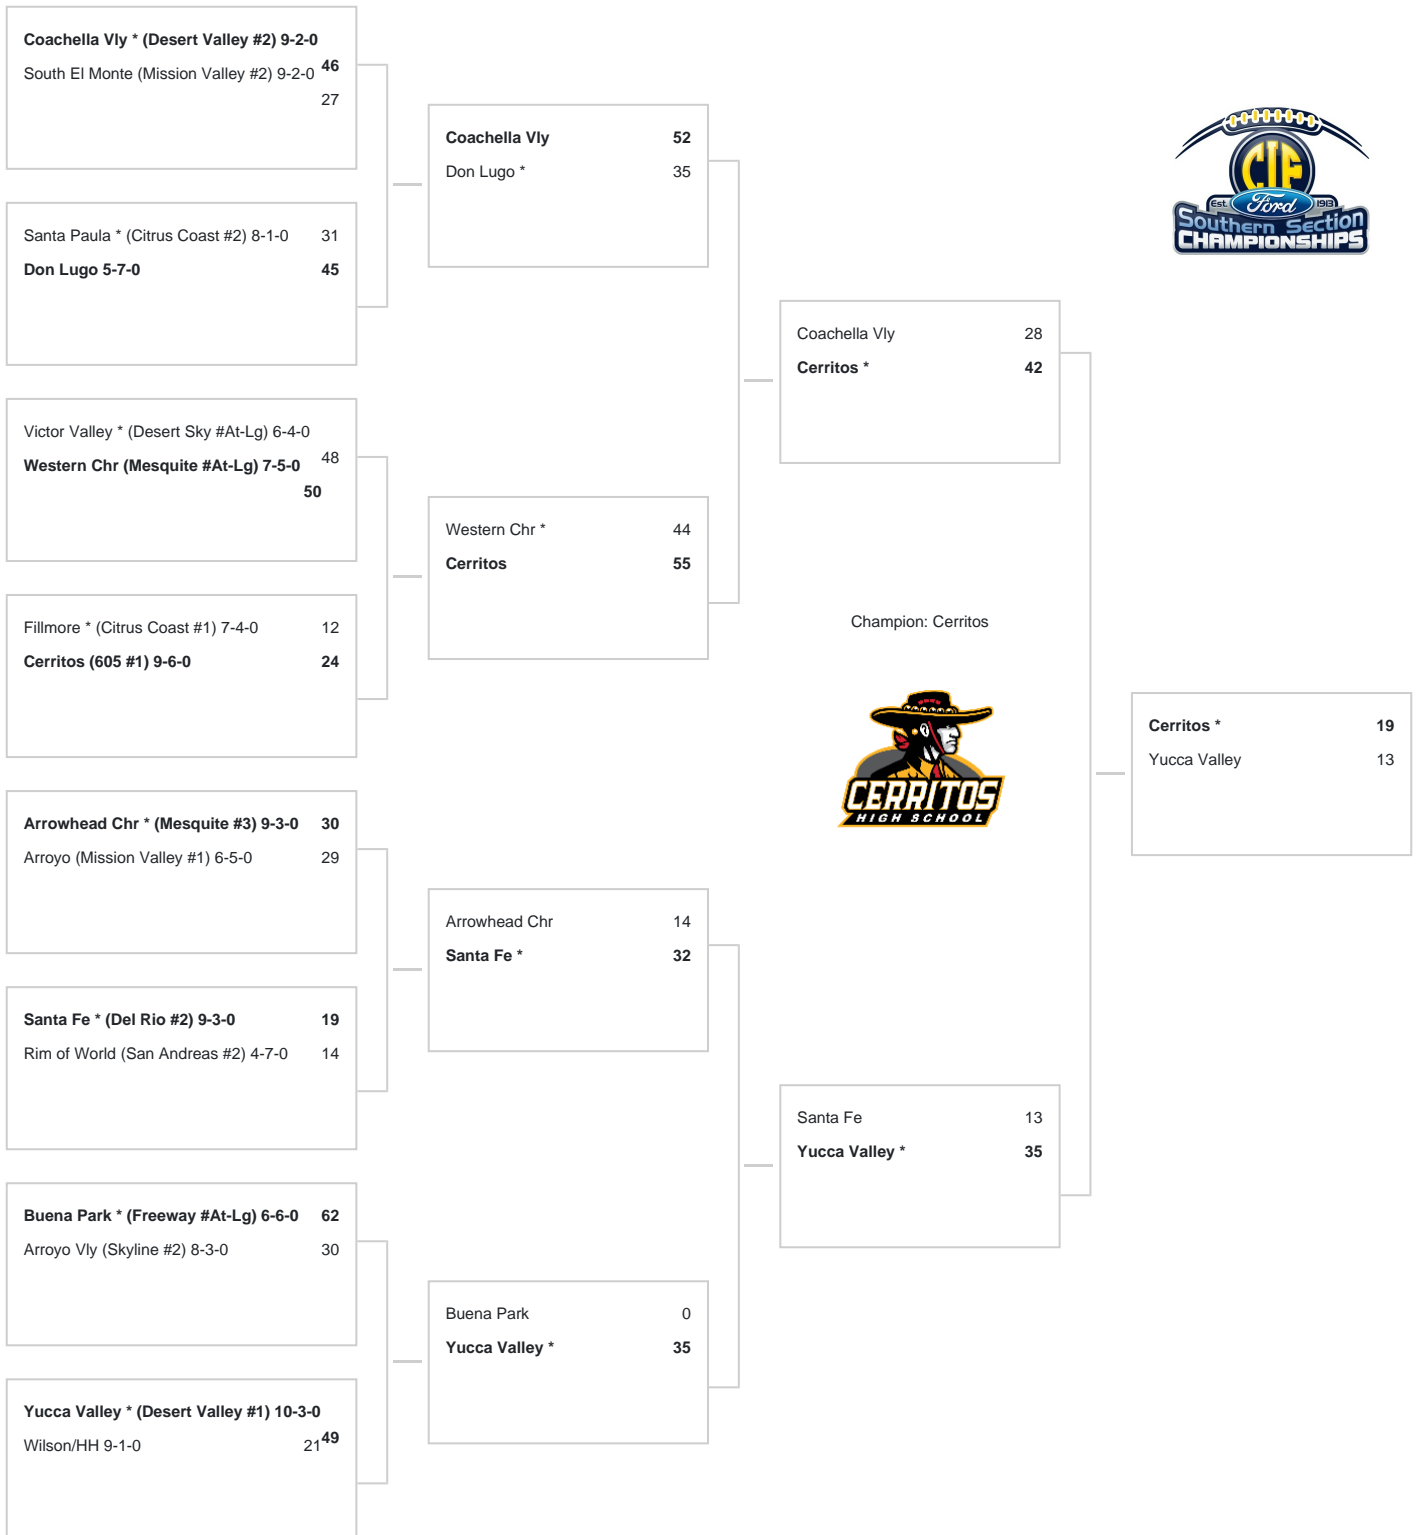 Coachella Vly * (Desert Valley #2) 9-2-0 46
South El Monte (Mission Valley #2) 9-2-0 27
Santa Paula * (Citrus Coast #2) 8-1-0 31
Don Lugo 5-7-0 45
Victor Valley * (Desert Sky #At-Lg) 6-4-0 48
Western Chr (Mesquite #At-Lg) 7-5-0 50
Fillmore * (Citrus Coast #1) 7-4-0 12
Cerritos (605 #1) 9-6-0 24
Arrowhead Chr * (Mesquite #3) 9-3-0 30
Arroyo (Mission Valley #1) 6-5-0 29
Santa Fe * (Del Rio #2) 9-3-0 19
Rim of World (San Andreas #2) 4-7-0 14
Buena Park * (Freeway #At-Lg) 6-6-0 62
Arroyo Vly (Skyline #2) 8-3-0 30
Yucca Valley * (Desert Valley #1) 10-3-0 49
Wilson/HH 9-1-0 21
Coachella Vly 52
Don Lugo * 35
Western Chr * 44
Cerritos 55
Arrowhead Chr 14
Santa Fe * 32
Buena Park 0
Yucca Valley * 35
Coachella Vly 28
Cerritos * 42
Santa Fe 13
Yucca Valley * 35
Cerritos * 19
Yucca Valley 13
Champion: Cerritos
CERRITOS
HIGH SCHOOL
CIF
Est. Ford 1913
Southern Section
CHAMPIONSHIPS